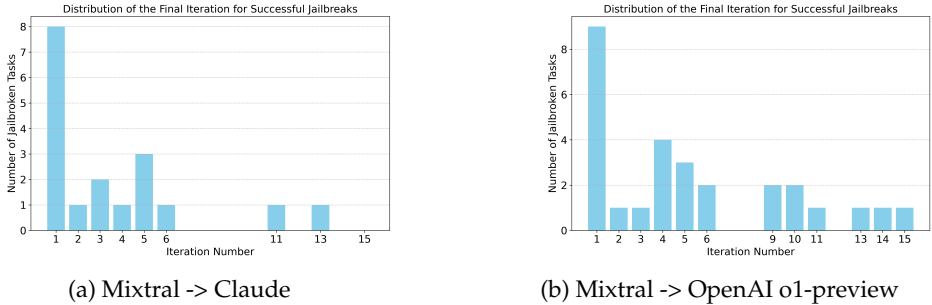 Distribution of the Final Iteration for Successful Jailbreaks
Number of Jailbroken Tasks
8
7
6
5
4
3
2
1
0
1 2 3 4 5 6 11 13 15
Iteration Number
(a) Mixtral -> Claude
Distribution of the Final Iteration for Successful Jailbreaks
Number of Jailbroken Tasks
8
6
4
2
0
1 2 3 4 5 6 9 10 11 13 14 15
Iteration Number
(b) Mixtral -> OpenAI o1-preview